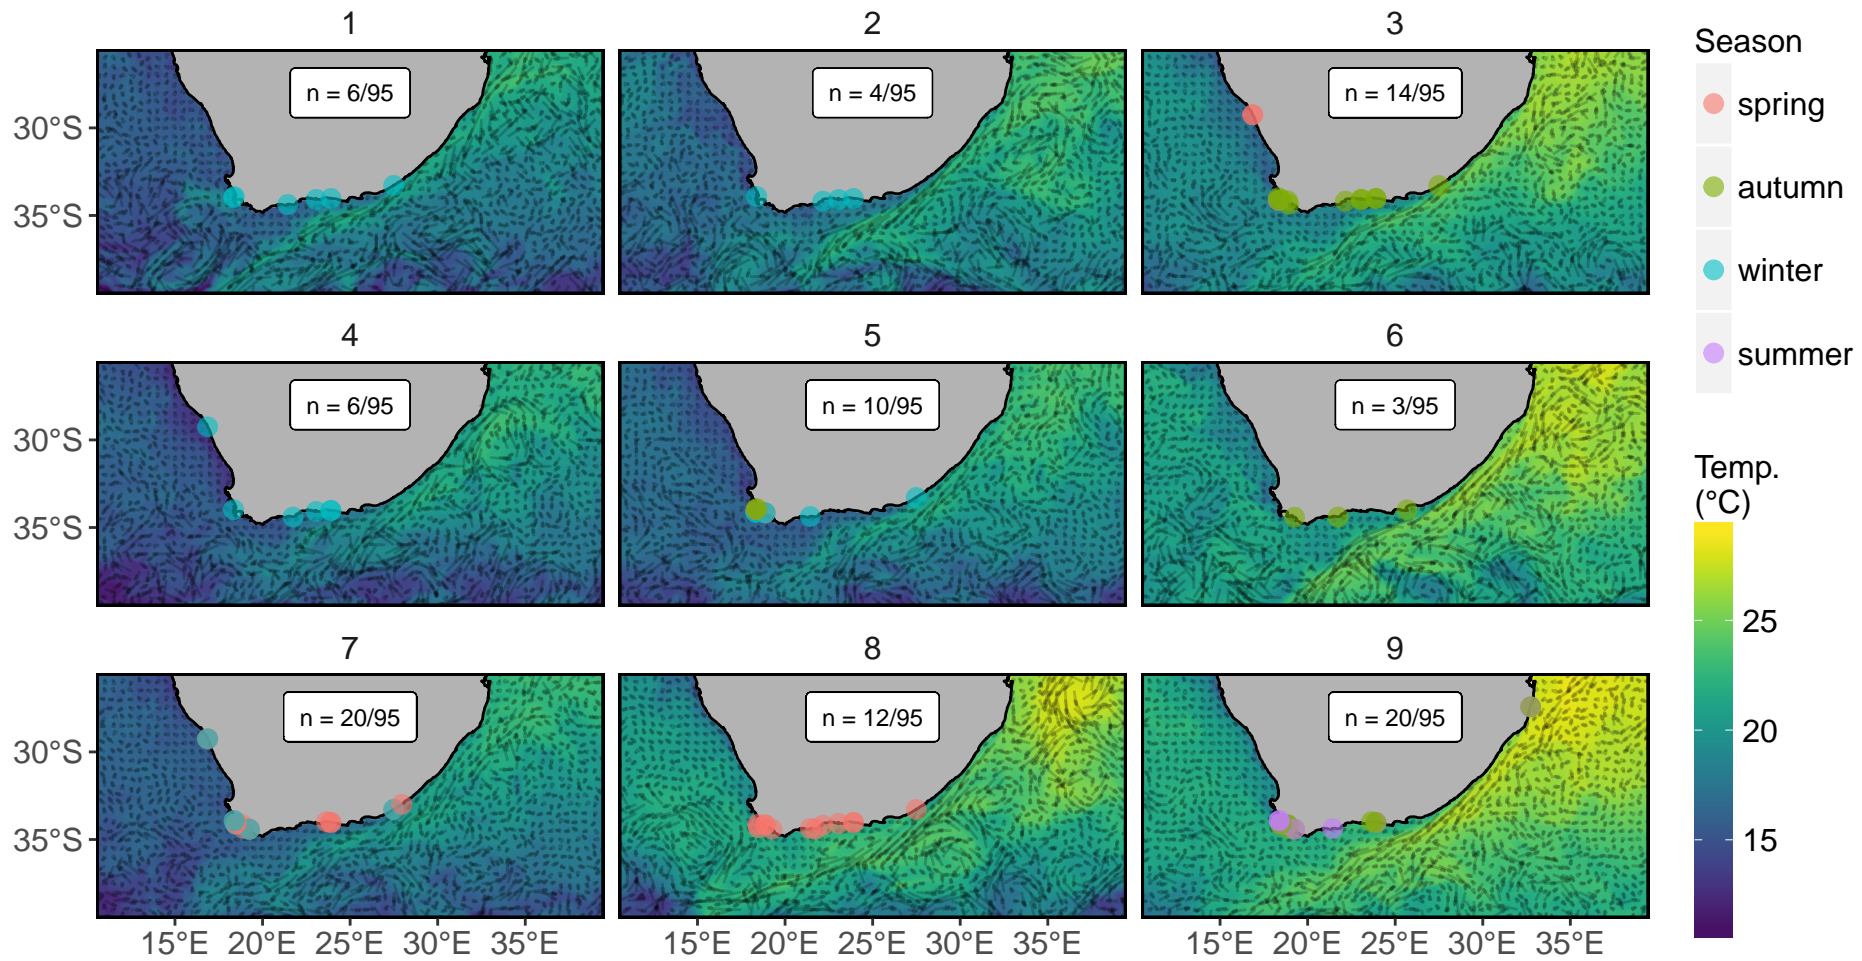 1
2
3
Season
n = 6/95
n = 4/95
n = 14/95
spring
30°S
autumn
35°S
winter
4
5
6
summer
n = 6/95
n = 10/95
n = 3/95
30°S
Temp.
(°C)
35°S
25
7
8
9
n = 20/95
n = 12/95
n = 20/95
20
30°S
15
35°S
15°E 20°E 25°E 30°E 35°E
15°E 20°E 25°E 30°E 35°E
15°E 20°E 25°E 30°E 35°E